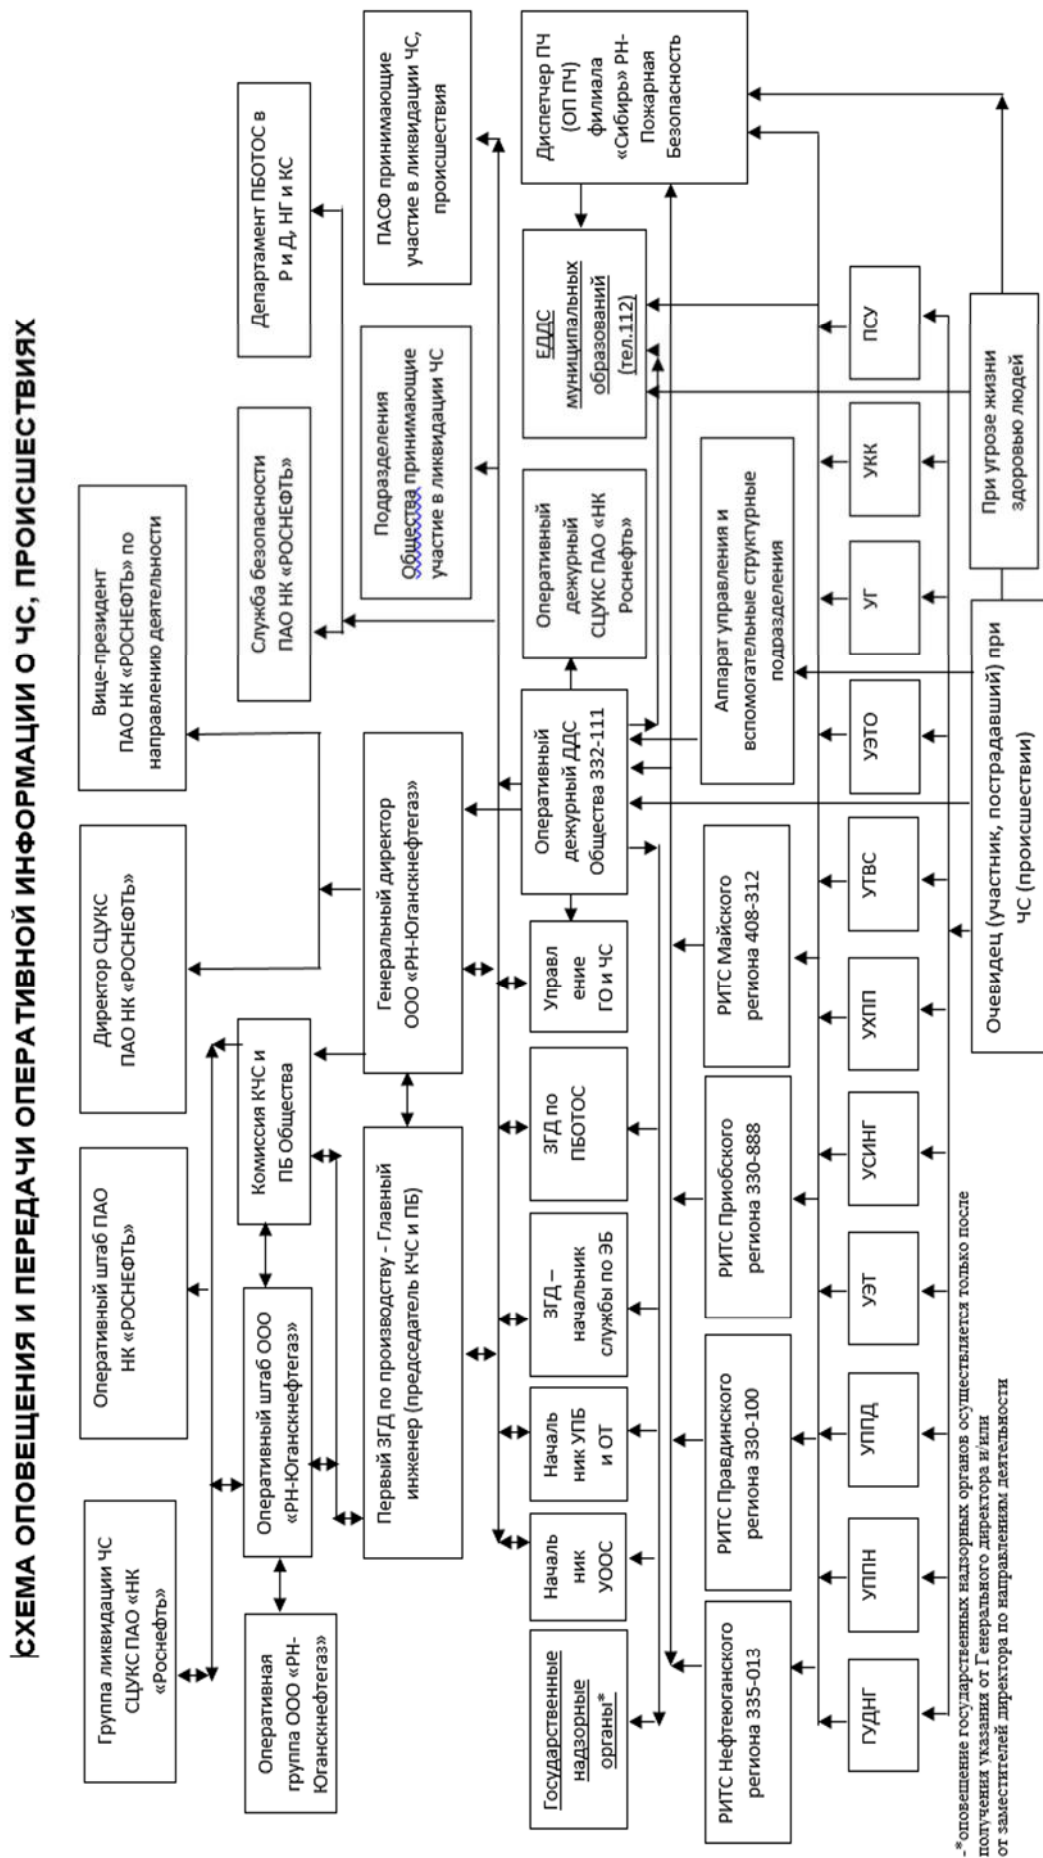 СХЕМА ОПОВЕЩЕНИЯ И ПЕРЕДАЧИ ОПЕРАТИВНОЙ ИНФОРМАЦИИ О ЧС, ПРОИСШЕСТВИЯХ
Группа ликвидации ЧС
СЦУКС ПАО «НК
«Роснефть»
Оперативный штаб ПАО
НК «РОСНЕФТЬ»
Директор СЦУКС
ПАО НК «РОСНЕФТЬ»
Вице-президент
ПАО НК «РОСНЕФТЬ» по
направлению деятельности
Оперативная
группа ООО «РН-
Юганскнефтегаз»
Оперативный штаб ООО
«РН-Юганскнефтегаз»
Комиссия КЧС и
ПБ Общества
Служба безопасности
ПАО НК «РОСНЕФТЬ»
Департамент ПБОТОС в
Р и Д, НГ и КС
Первый ЗГД по производству - Главный
инженер (председатель КЧС и ПБ)
Генеральный директор
ООО «РН-Юганскнефтегаз»
Подразделения
Общества принимающие
участие в ликвидации ЧС
ПАСФ принимающие
участие в ликвидации ЧС,
происшествия
Государственные
надзорные
органы*
Началь
ник
УООС
Началь
ник УПБ
и ОТ
ЗГД –
начальник
службы по ЭБ
ЗГД по
ПБОТОС
Управл
ение
ГО и ЧС
Оперативный
дежурный ДДС
Общества 332-111
Оперативный
дежурный
СЦУКС ПАО «НК
Роснефть»
ЕДДС
муниципальных
образований
(тел.112)
Диспетчер ПЧ
(ОП ПЧ)
филиала
«Сибирь» РН-
Пожарная
Безопасность
РИТС Нефтеюганского
региона 335-013
РИТС Правдинского
региона 330-100
РИТС Приобского
региона 330-888
РИТС Майского
региона 408-312
Аппарат управления и
вспомогательные структурные
подразделения
ГУДНГ
УППН
УППД
УЭТ
УСИНГ
УХПП
УТВС
УЭТО
УГ
УКК
ПСУ
Очевидец (участник, пострадавший) при
ЧС (происшествии)
При угрозе жизни
здоровью людей
-*оповещение государственных надзорных органов осуществляется только после
получения указания от Генерального директора и/или
от заместителей директора по направлениям деятельности